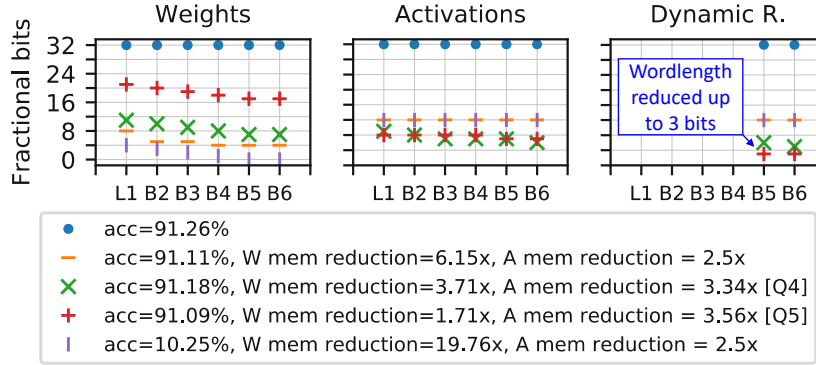 Weights
Activations
Dynamic R.
Fractional bits
32
24
16
8
0
Wordlength
reduced up
to 3 bits
L1 B2 B3 B4 B5 B6
L1 B2 B3 B4 B5 B6
L1 B2 B3 B4 B5 B6
acc=91.26%
acc=91.11%, W mem reduction=6.15x, A mem reduction = 2.5x
acc=91.18%, W mem reduction=3.71x, A mem reduction = 3.34x [Q4]
acc=91.09%, W mem reduction=1.71x, A mem reduction = 3.56x [Q5]
acc=10.25%, W mem reduction=19.76x, A mem reduction = 2.5x